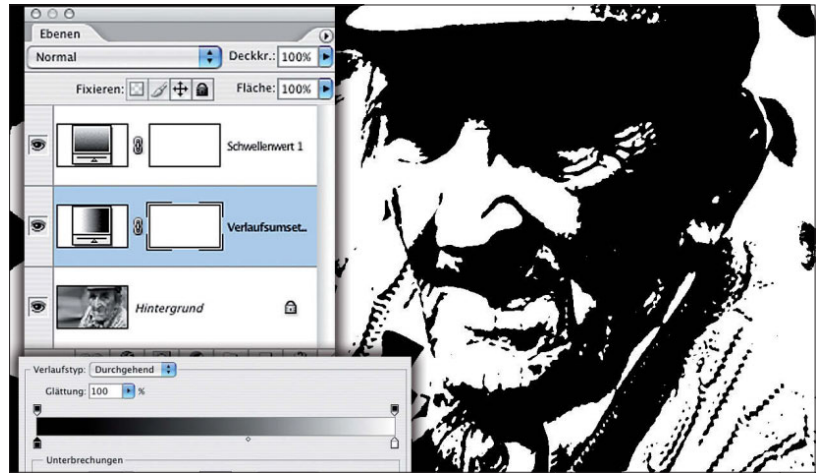 Ebenen
Normal Deckkr.: 100%
Fixieren: Fläche: 100%
Schwellenwert 1
Verlaufsumset...
Hintergrund
Verlaufstyp: Durchgehend
Glättung: 100 %
Unterbrechungen